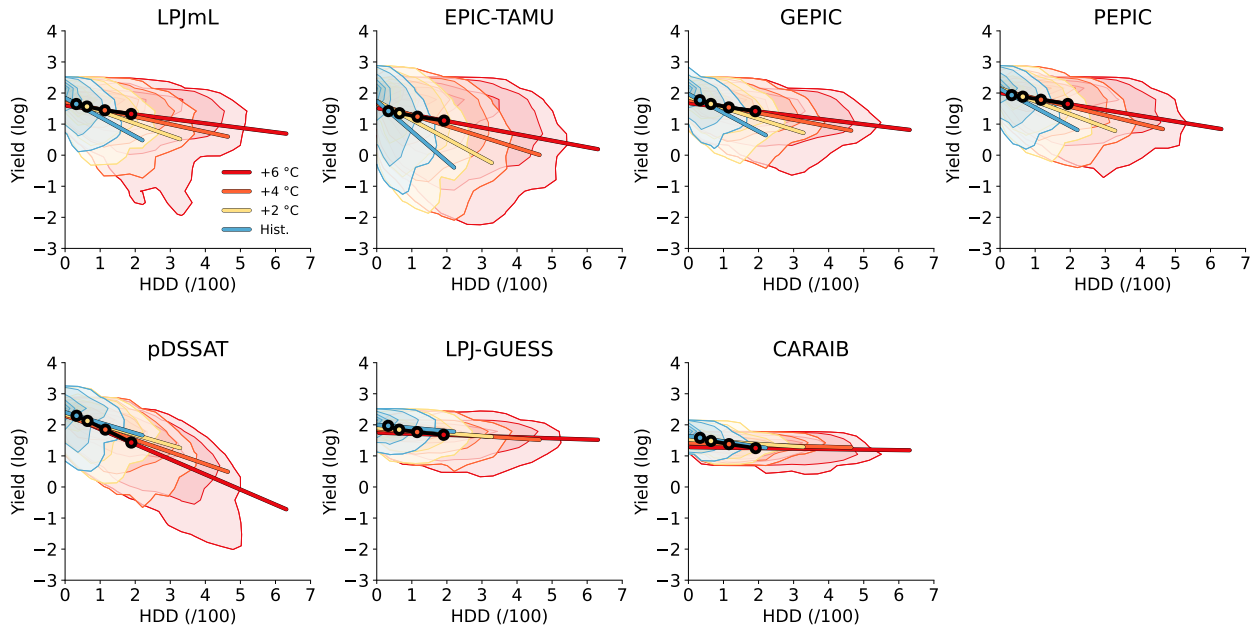 LPJmL
EPIC-TAMU
GEPIC
PEPIC
4
3
2
1
0
−1
−2
−3
Yield (log)
+6 °C
+4 °C
+2 °C
Hist.
0 1 2 3 4 5 6 7
HDD (/100)
4
3
2
1
0
−1
−2
−3
Yield (log)
0 1 2 3 4 5 6 7
HDD (/100)
4
3
2
1
0
−1
−2
−3
Yield (log)
0 1 2 3 4 5 6 7
HDD (/100)
4
3
2
1
0
−1
−2
−3
Yield (log)
0 1 2 3 4 5 6 7
HDD (/100)
pDSSAT
LPJ-GUESS
CARAIB
4
3
2
1
0
−1
−2
−3
Yield (log)
0 1 2 3 4 5 6 7
HDD (/100)
4
3
2
1
0
−1
−2
−3
Yield (log)
0 1 2 3 4 5 6 7
HDD (/100)
4
3
2
1
0
−1
−2
−3
Yield (log)
0 1 2 3 4 5 6 7
HDD (/100)